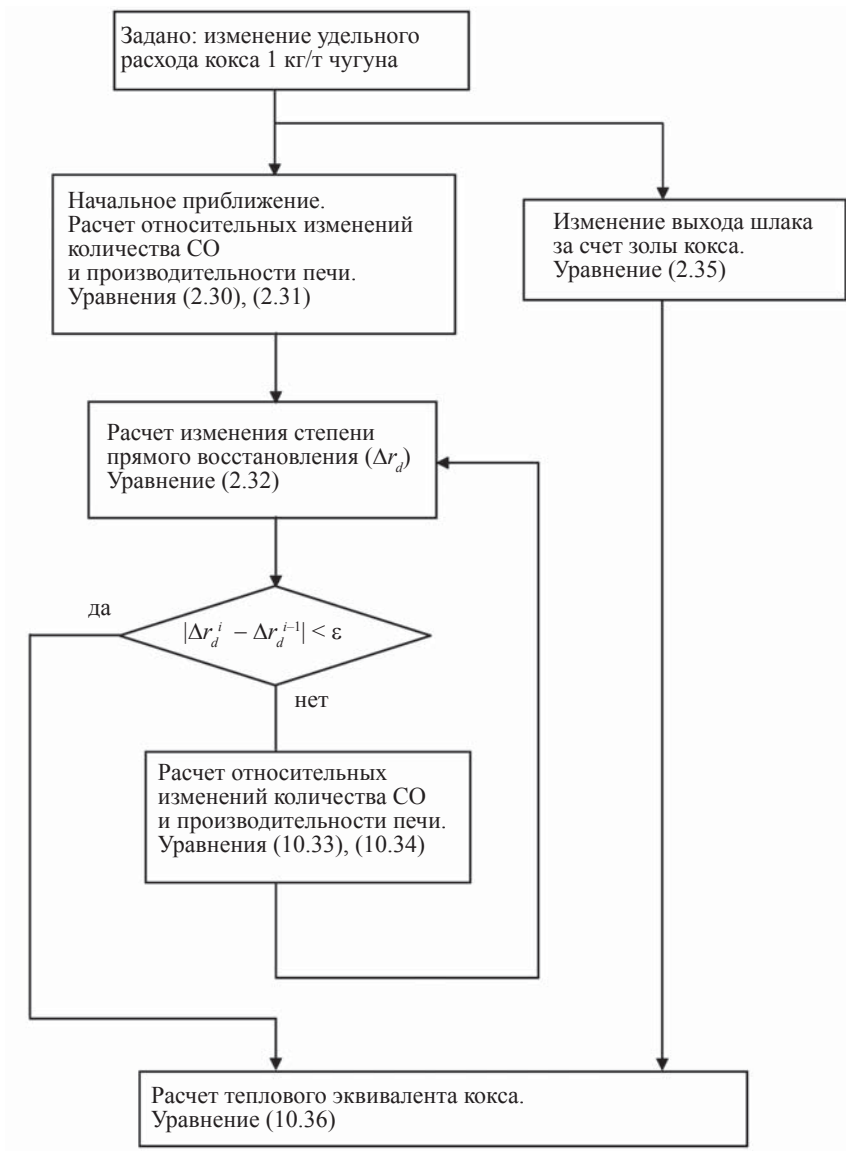 Задано: изменение удельного
расхода кокса 1 кг/т чугуна
Начальное приближение.
Расчет относительных изменений
количества CO
и производительности печи.
Уравнения (2.30), (2.31)
Изменение выхода шлака
за счет золы кокса.
Уравнение (2.35)
Расчет изменения степени
прямого восстановления (Δr_d)
Уравнение (2.32)
да
|Δr_d^i − Δr_d^{i–1}| < ε
нет
Расчет относительных
изменений количества CO
и производительности печи.
Уравнения (10.33), (10.34)
Расчет теплового эквивалента кокса.
Уравнение (10.36)